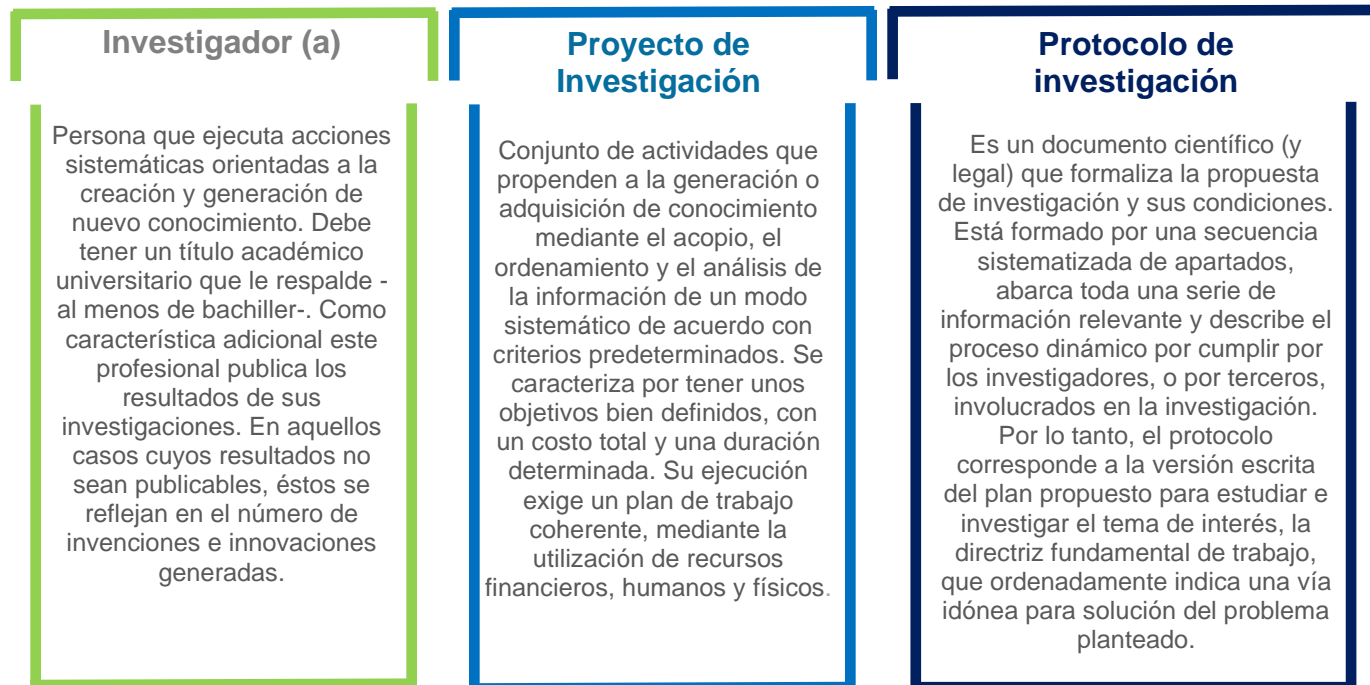 Investigador (a)
Persona que ejecuta acciones
sistemáticas orientadas a la
creación y generación de
nuevo conocimiento. Debe
tener un título académico
universitario que le respalde -
al menos de bachiller-. Como
característica adicional este
profesional publica los
resultados de sus
investigaciones. En aquellos
casos cuyos resultados no
sean publicables, éstos se
reflejan en el número de
invenciones e innovaciones
generadas.
Proyecto de
Investigación
Conjunto de actividades que
propenden a la generación o
adquisición de conocimiento
mediante el acopio, el
ordenamiento y el análisis de
la información de un modo
sistemático de acuerdo con
criterios predeterminados. Se
caracteriza por tener unos
objetivos bien definidos, con
un costo total y una duración
determinada. Su ejecución
exige un plan de trabajo
coherente, mediante la
utilización de recursos
financieros, humanos y físicos.
Protocolo de
investigación
Es un documento científico (y
legal) que formaliza la propuesta
de investigación y sus condiciones.
Está formado por una secuencia
sistematizada de apartados,
abarca toda una serie de
información relevante y describe el
proceso dinámico por cumplir por
los investigadores, o por terceros,
involucrados en la investigación.
Por lo tanto, el protocolo
corresponde a la versión escrita
del plan propuesto para estudiar e
investigar el tema de interés, la
directriz fundamental de trabajo,
que ordenadamente indica una vía
idónea para solución del problema
planteado.